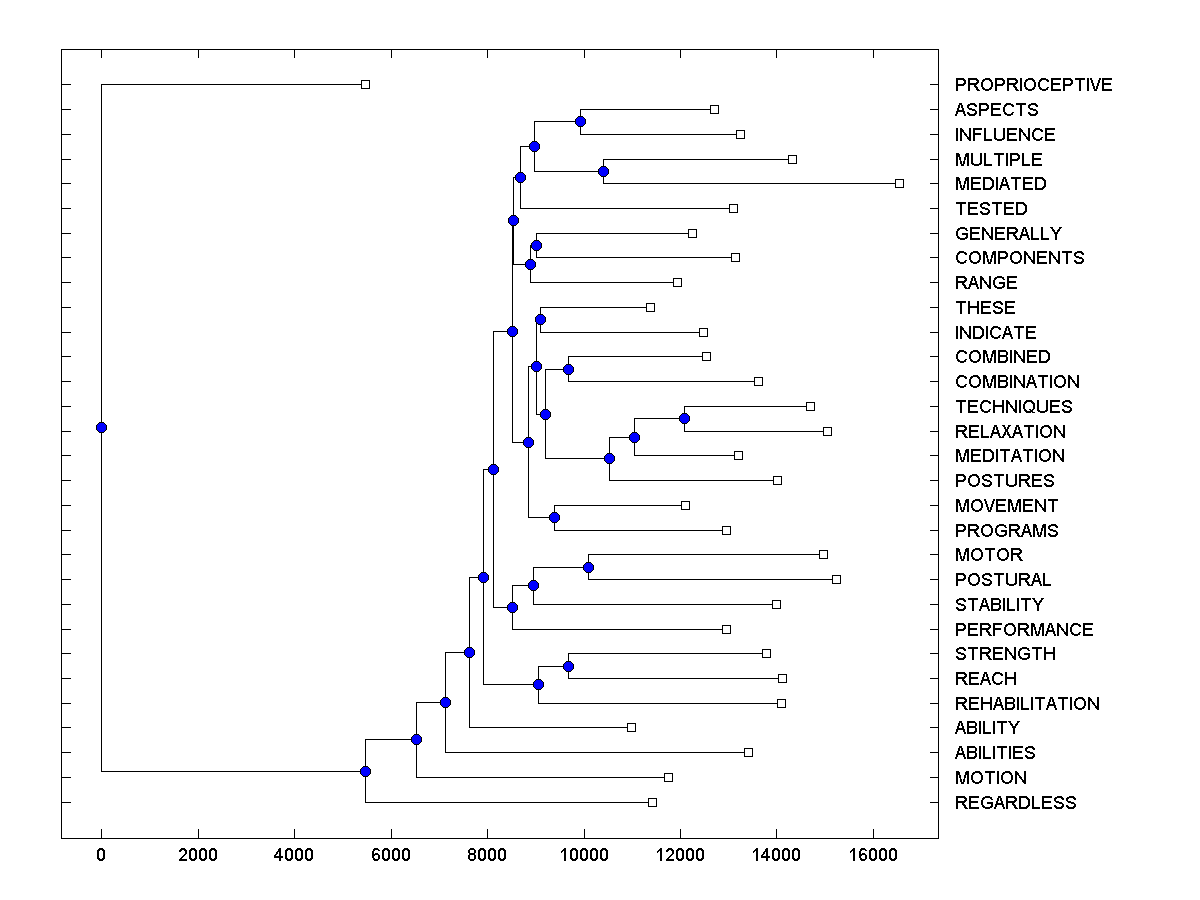 PROPRIOCEPTIVE
ASPECTS
INFLUENCE
MULTIPLE
MEDIATED
TESTED
GENERALLY
COMPONENTS
RANGE
THESE
INDICATE
COMBINED
COMBINATION
TECHNIQUES
RELAXATION
MEDITATION
POSTURES
MOVEMENT
PROGRAMS
MOTOR
POSTURAL
STABILITY
PERFORMANCE
STRENGTH
REACH
REHABILITATION
ABILITY
ABILITIES
MOTION
REGARDLESS
0 2000 4000 6000 8000 10000 12000 14000 16000